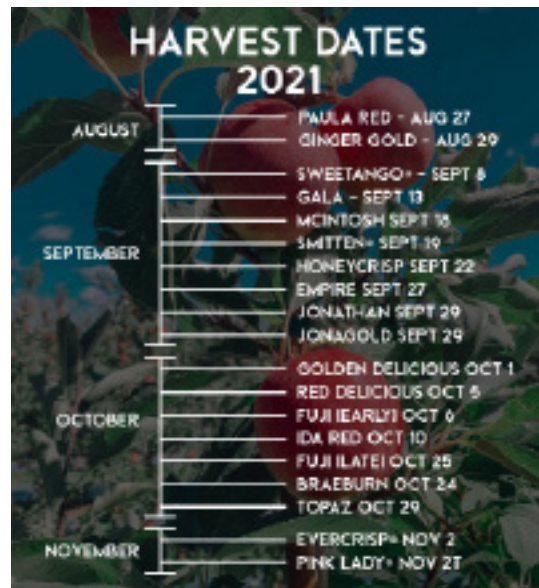 HARVEST DATES
2021
AUGUST
PAULA RED - AUG 27
GINGER GOLD - AUG 29
SEPTEMBER
SWEETANGO® - SEPT 8
GALA - SEPT 13
MCINTOSH SEPT 18
SMITTEN® SEPT 19
HONEYCRISP SEPT 22
EMPIRE SEPT 27
JONATHAN SEPT 29
JONAGOLD SEPT 29
OCTOBER
GOLDEN DELICIOUS OCT 1
RED DELICIOUS OCT 5
FUJI (EARLY) OCT 6
IDA RED OCT 10
FUJI (LATE) OCT 25
BRAEBURN OCT 24
TOPAZ OCT 29
NOVEMBER
EVERCRISP® NOV 2
PINK LADY® NOV